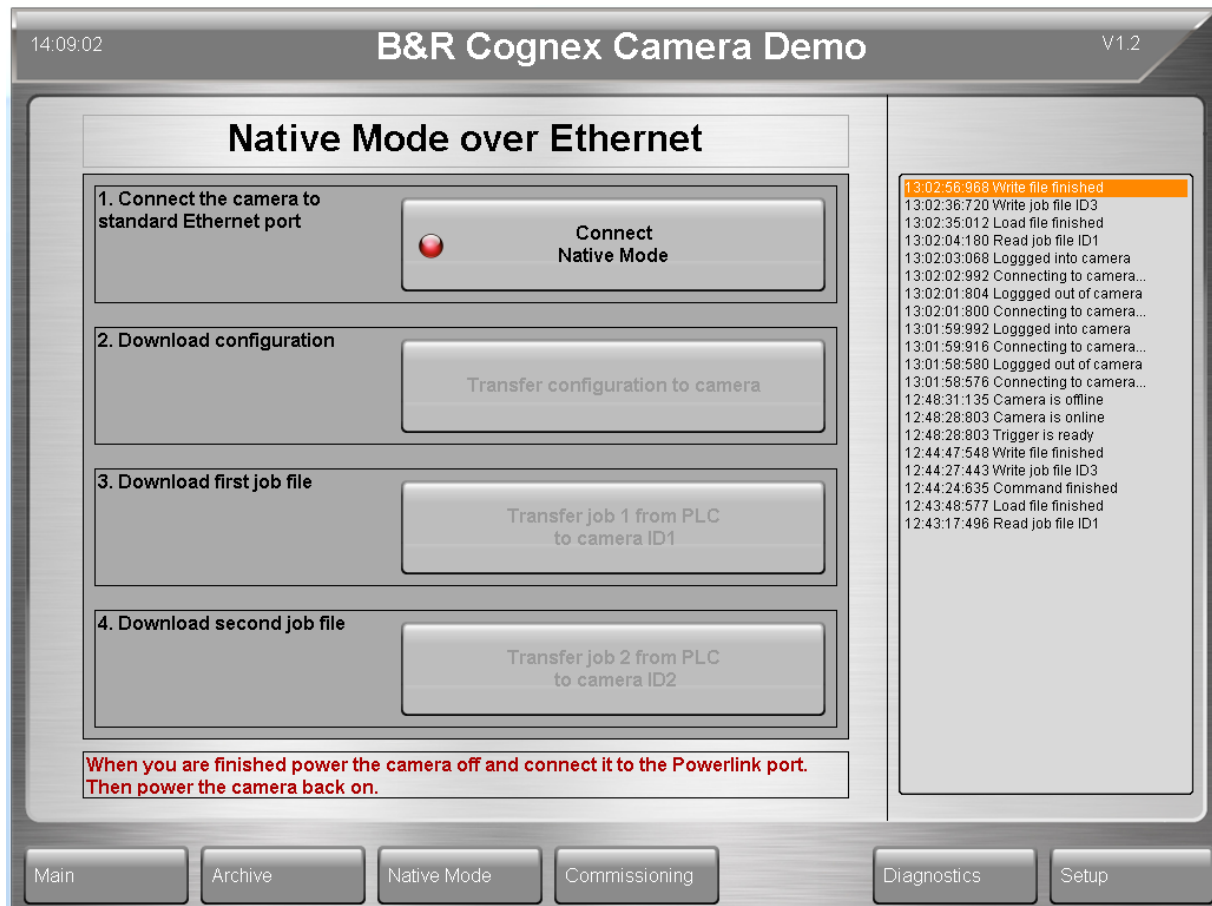 14:09:02
B&R Cognex Camera Demo
V1.2
Native Mode over Ethernet
1. Connect the camera to
standard Ethernet port
Connect
Native Mode
2. Download configuration
Transfer configuration to camera
3. Download first job file
Transfer job 1 from PLC
to camera ID1
4. Download second job file
Transfer job 2 from PLC
to camera ID2
When you are finished power the camera off and connect it to the Powerlink port.
Then power the camera back on.
13:02:56:968 Write file finished
13:02:36:720 Write job file ID3
13:02:35:012 Load file finished
13:02:04:180 Read job file ID1
13:02:03:068 Loggged into camera
13:02:02:992 Connecting to camera...
13:02:01:804 Loggged out of camera
13:02:01:800 Connecting to camera...
13:01:59:992 Loggged into camera
13:01:59:916 Connecting to camera...
13:01:58:580 Loggged out of camera
13:01:58:576 Connecting to camera...
12:48:31:135 Camera is offline
12:48:28:803 Camera is online
12:48:28:803 Trigger is ready
12:44:47:548 Write file finished
12:44:27:443 Write job file ID3
12:44:24:635 Command finished
12:43:48:577 Load file finished
12:43:17:496 Read job file ID1
Main
Archive
Native Mode
Commissioning
Diagnostics
Setup